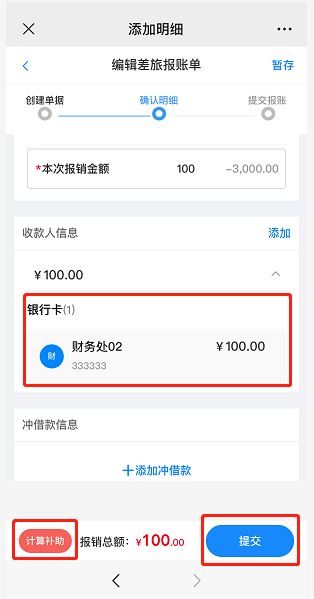 添加明细
编辑差旅报账单 暂存
创建单据 确认明细 提交报账
*本次报销金额 100 -3,000.00
收款人信息 添加
￥100.00
银行卡(1)
财 财务处02 ￥100.00
333333
冲借款信息
+添加冲借款
计算补助 报销总额: ￥100.00 提交